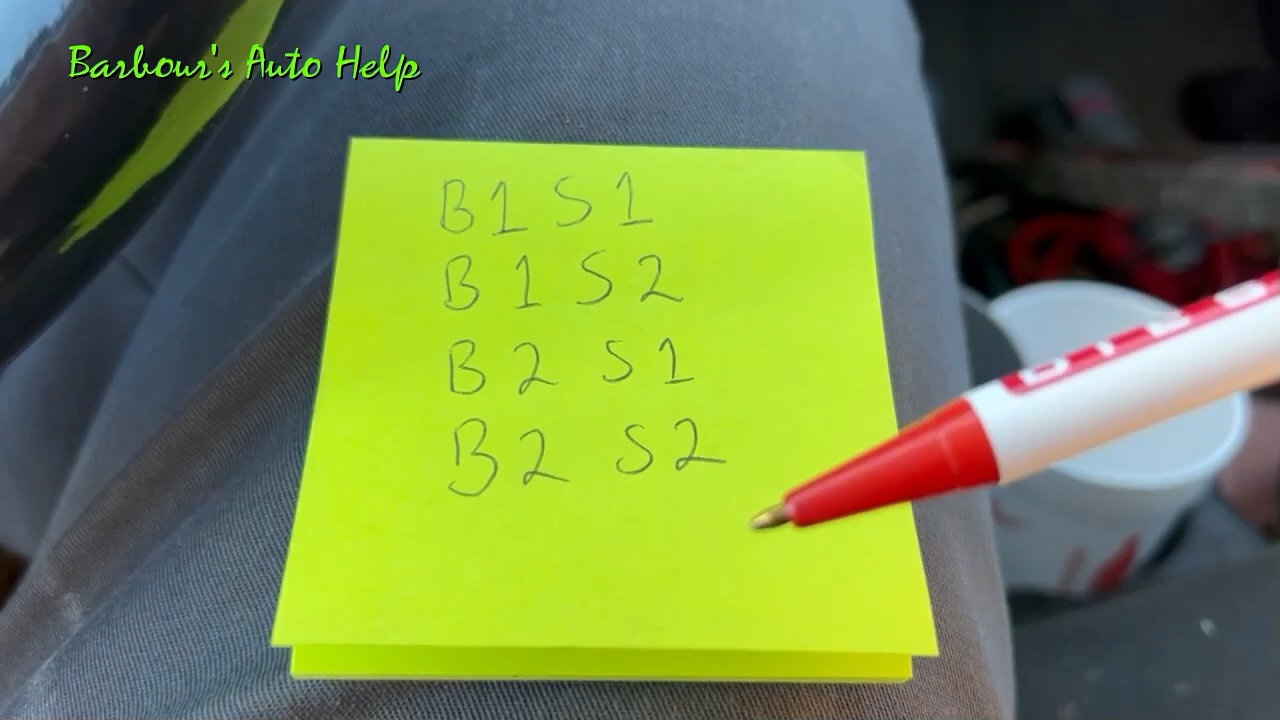 Barbour's Auto Help
B1 S1
B1 S2
B2 S1
B2 S2